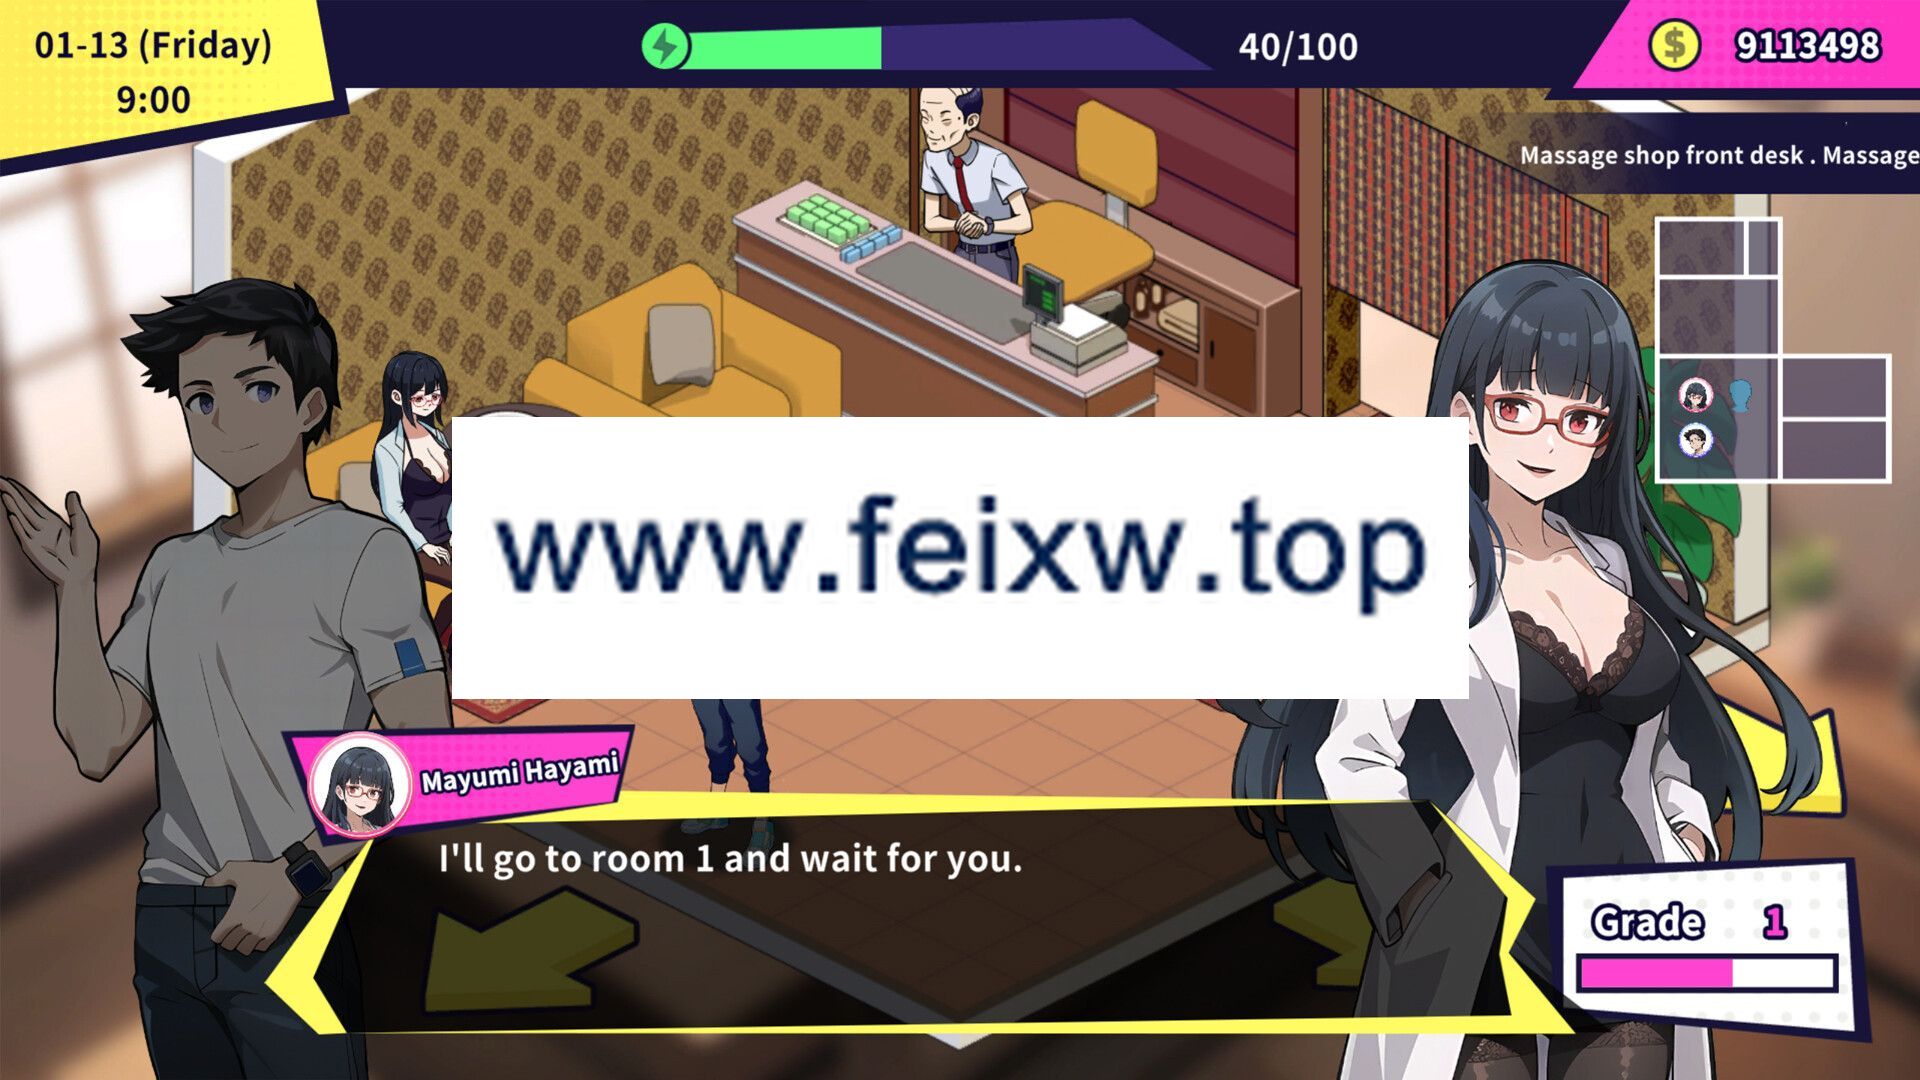 01-13 (Friday)
9:00
40/100
$ 9113498
Massage shop front desk . Massage
www.feixw.top
Mayumi Hayami
I'll go to room 1 and wait for you.
Grade 1